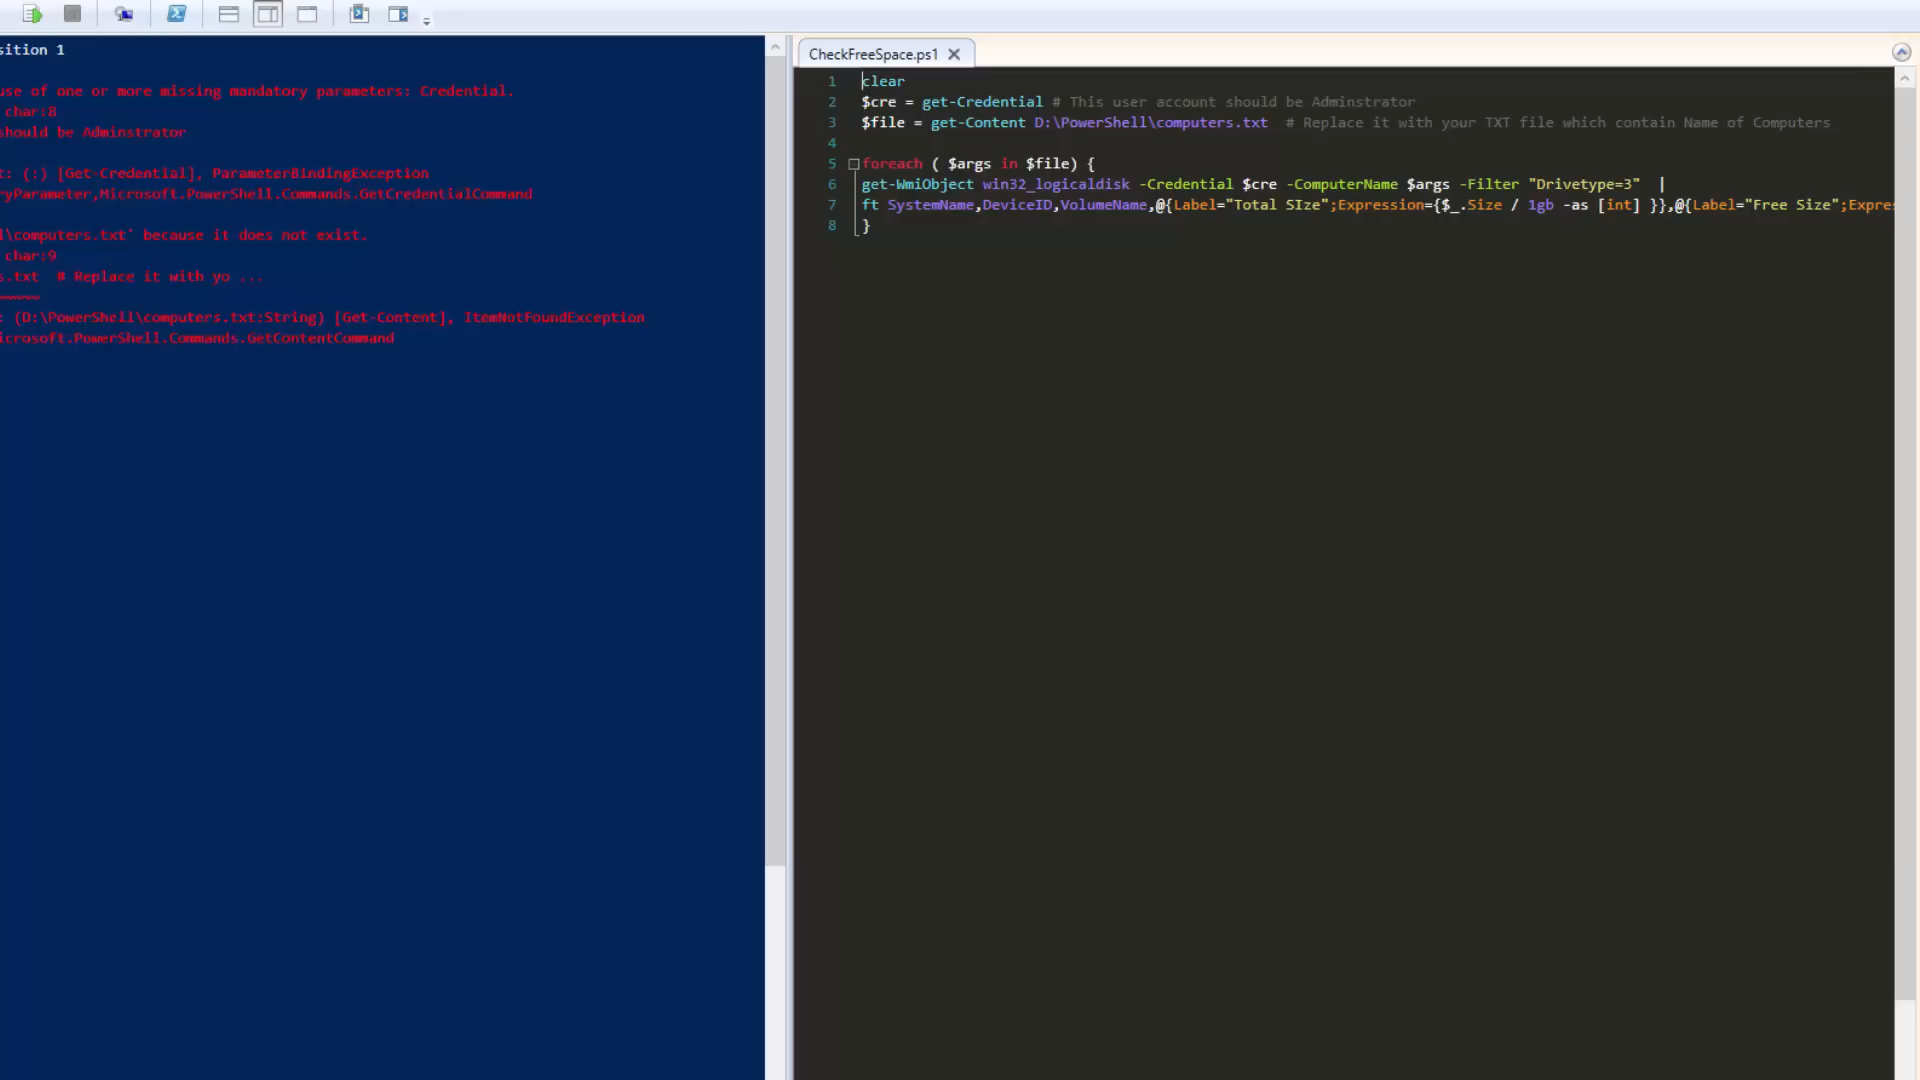 sition 1
use of one or more missing mandatory parameters: Credential.
char:8
should be Adminstrator
t: (:) [Get-Credential], ParameterBindingException
ryParameter,Microsoft.PowerShell.Commands.GetCredentialCommand
l\computers.txt' because it does not exist.
char:9
s.txt  # Replace it with yo ...
~~~~~
: (D:\PowerShell\computers.txt:String) [Get-Content], ItemNotFoundException
icrosoft.PowerShell.Commands.GetContentCommand
CheckFreeSpace.ps1
1 clear
2 $cre = get-Credential # This user account should be Adminstrator
3 $file = get-Content D:\PowerShell\computers.txt  # Replace it with your TXT file which contain Name of Computers
4
5 foreach ( $args in $file) {
6 get-WmiObject win32_logicaldisk -Credential $cre -ComputerName $args -Filter "Drivetype=3"  |
7 ft SystemName,DeviceID,VolumeName,@{Label="Total SIze";Expression={$_.Size / 1gb -as [int] }},@{Label="Free Size";Expres
8 }